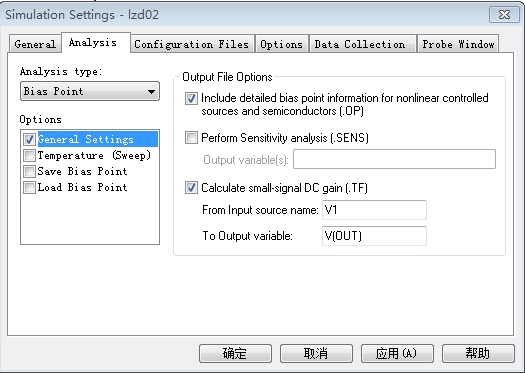 Simulation Settings - lzd02
General Analysis Configuration Files Options Data Collection Probe Window
Analysis type:
Bias Point
Options
General Settings
Temperature (Sweep)
Save Bias Point
Load Bias Point
Output File Options
Include detailed bias point information for nonlinear controlled
sources and semiconductors (.OP)
Perform Sensitivity analysis (.SENS)
Output variable(s):
Calculate small-signal DC gain (.TF)
From Input source name: V1
To Output variable: V(OUT)
确定 取消 应用(A) 帮助